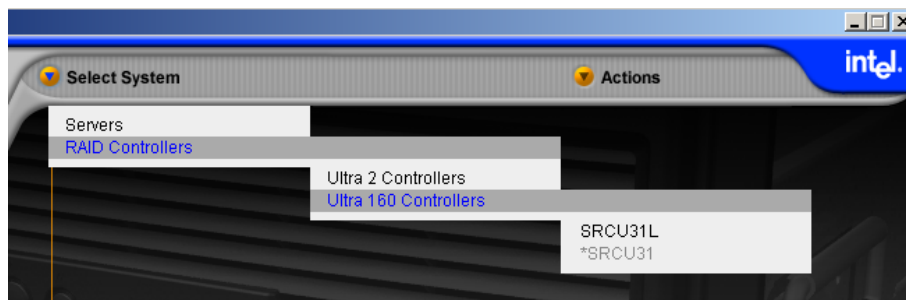 Select System
Actions
intel.
Servers
RAID Controllers
Ultra 2 Controllers
Ultra 160 Controllers
SRCU31L
*SRCU31